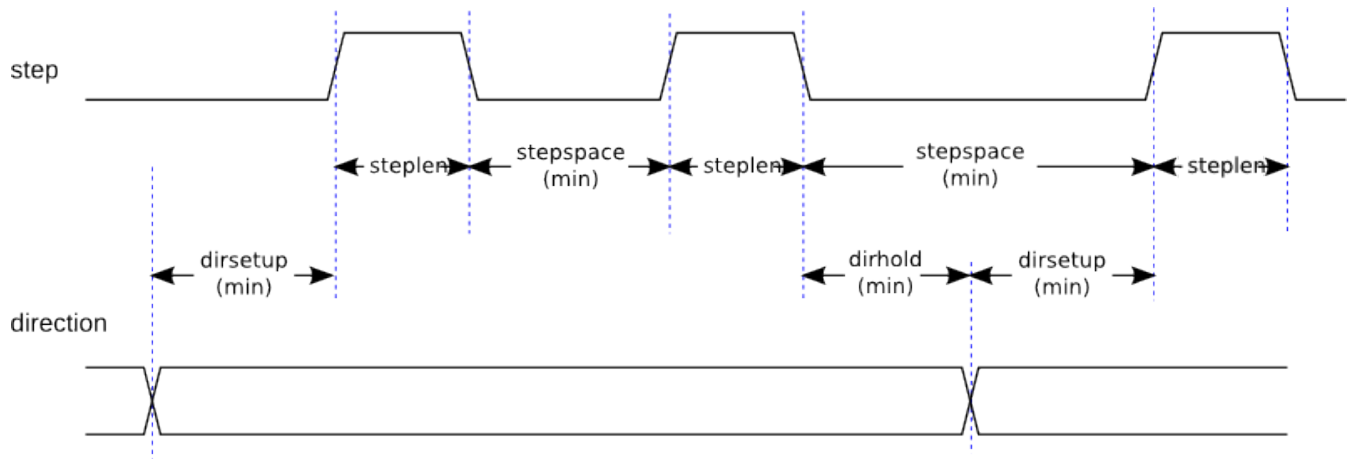 step
steplen
stepspace
(min)
steplen
stepspace
(min)
steplen
dirsetup
(min)
dirhold
(min)
dirsetup
(min)
direction